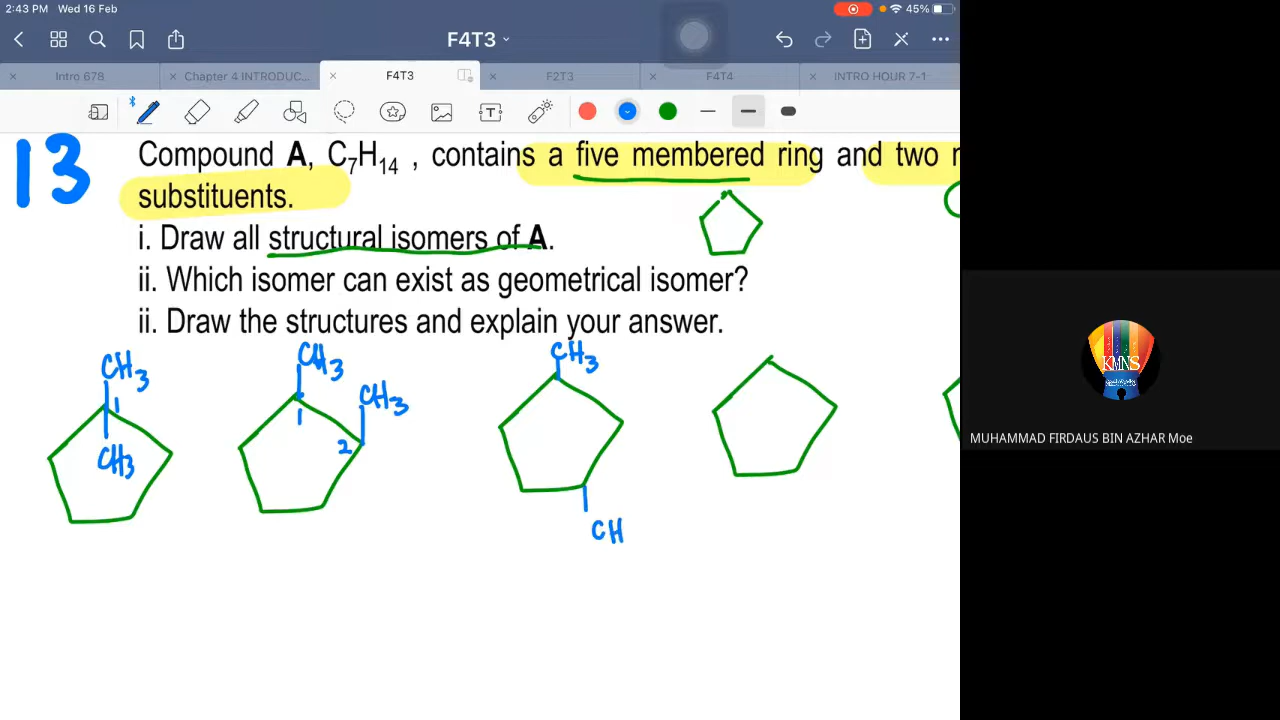 2:43 PM Wed 16 Feb
45%
F4T3
Intro 678
Chapter 4 INTRODUC...
F4T3
F2T3
F4T4
INTRO HOUR 7-1
13
Compound A, C₇H₁₄ , contains a five membered ring and two
substituents.
i. Draw all structural isomers of A.
ii. Which isomer can exist as geometrical isomer?
ii. Draw the structures and explain your answer.
CH₃
1
CH₃
CH₃
1
CH₃
2
CH₃
CH
KMNS
MUHAMMAD FIRDAUS BIN AZHAR Moe